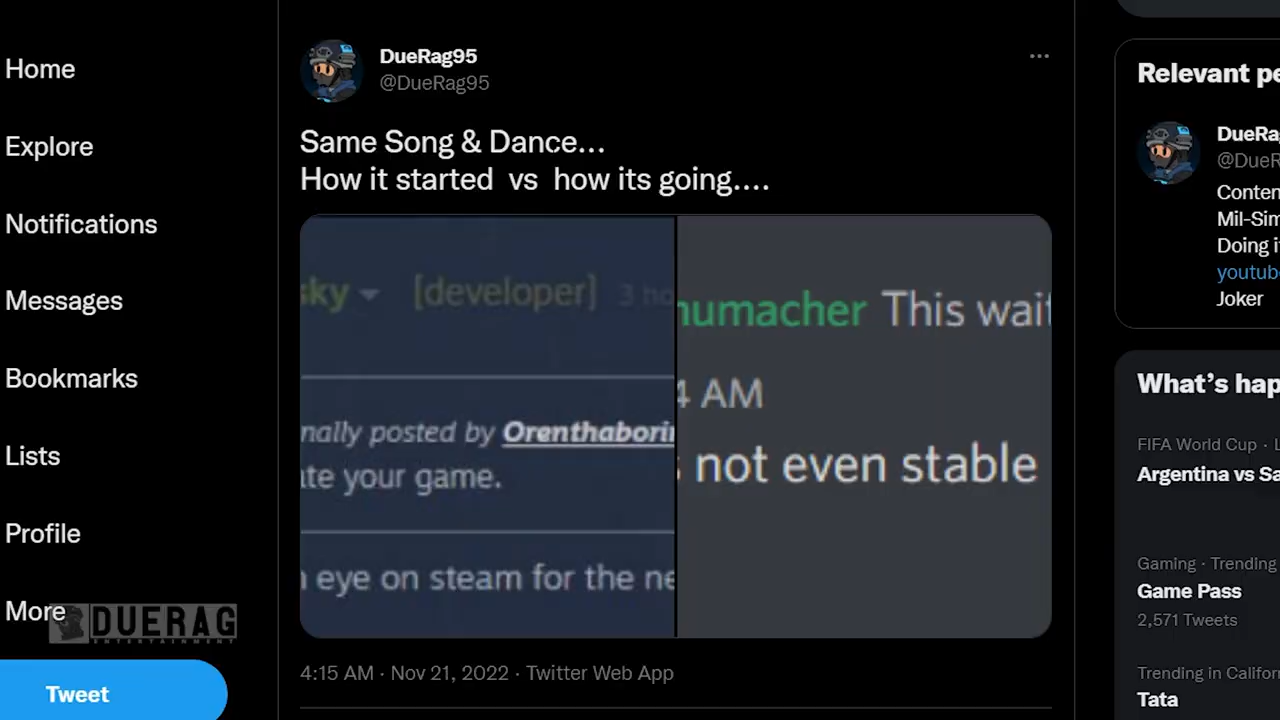 Home
Explore
Notifications
Messages
Bookmarks
Lists
Profile
More
DUERAG
ENTERTAINMENT
Tweet
DueRag95
@DueRag95
Same Song & Dance...
How it started vs how its going....
sky [developer] 3 ho
nally posted by Orenthaborin
te your game.
eye on steam for the ne
humacher This wait
4 AM
not even stable
4:15 AM · Nov 21, 2022 · Twitter Web App
Relevant pe
DueRa
@DueR
Conten
Mil-Sim
Doing i
youtube
Joker
What's hap
FIFA World Cup · L
Argentina vs Sa
Gaming · Trending
Game Pass
2,571 Tweets
Trending in Califor
Tata